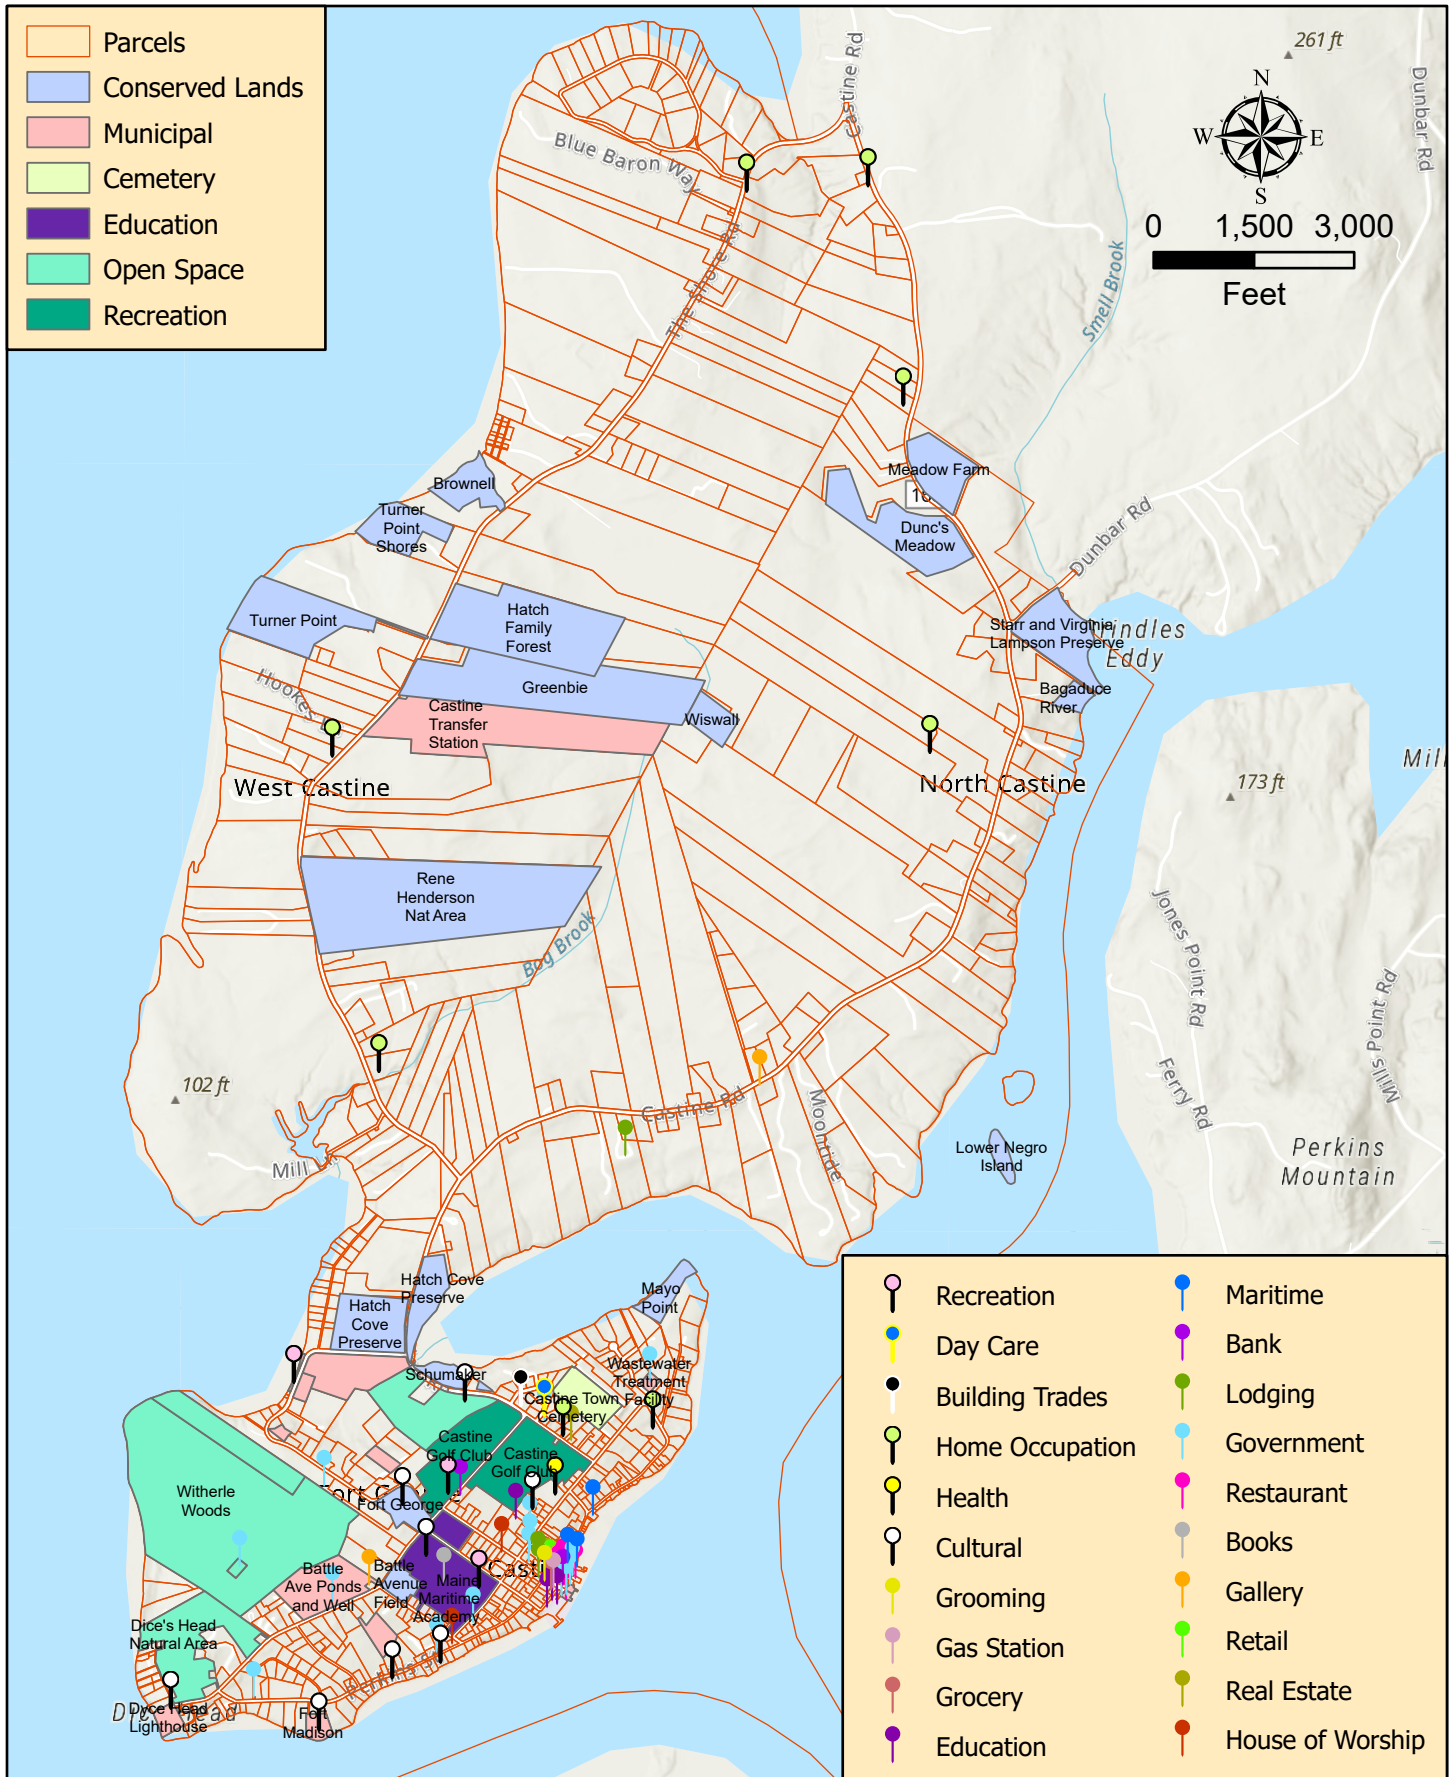 Parcels
Conserved Lands
Municipal
Cemetery
Education
Open Space
Recreation
261 ft
N
W
E
S
0 1,500 3,000
Feet
Castine Rd
Dunbar Rd
Blue Baron Way
The Shore Rd
Smell Brook
Meadow Farm
Brownell
Turner
Point
Shores
Dunc's
Meadow
Dunbar Rd
Turner Point
Hatch
Family
Forest
Starr and Virginia
Lampson Preserve
Eddy
Greenbie
Bagaduce
River
Hookes
Castine
Transfer
Station
Wiswall
West Castine
North Castine
173 ft
Rene
Henderson
Nat Area
Bog Brook
Jones Point Rd
Mills Point Rd
Ferry Rd
102 ft
Castine Rd
Moontide
Mill
Lower Negro
Island
Perkins
Mountain
Hatch Cove
Preserve
Hatch
Cove
Preserve
Mayo
Point
Schumaker
Wastewater
Treatment
Facility
Castine Town
Cemetery
Castine
Golf Club
Castine
Golf Club
Witherle
Woods
Fort George
Battle
Ave Ponds
and Well
Battle
Avenue
Field
Maine
Maritime
Academy
Dice's Head
Natural Area
Dyce Head
Lighthouse
Fort
Madison
Recreation
Day Care
Building Trades
Home Occupation
Health
Cultural
Grooming
Gas Station
Grocery
Education
Maritime
Bank
Lodging
Government
Restaurant
Books
Gallery
Retail
Real Estate
House of Worship